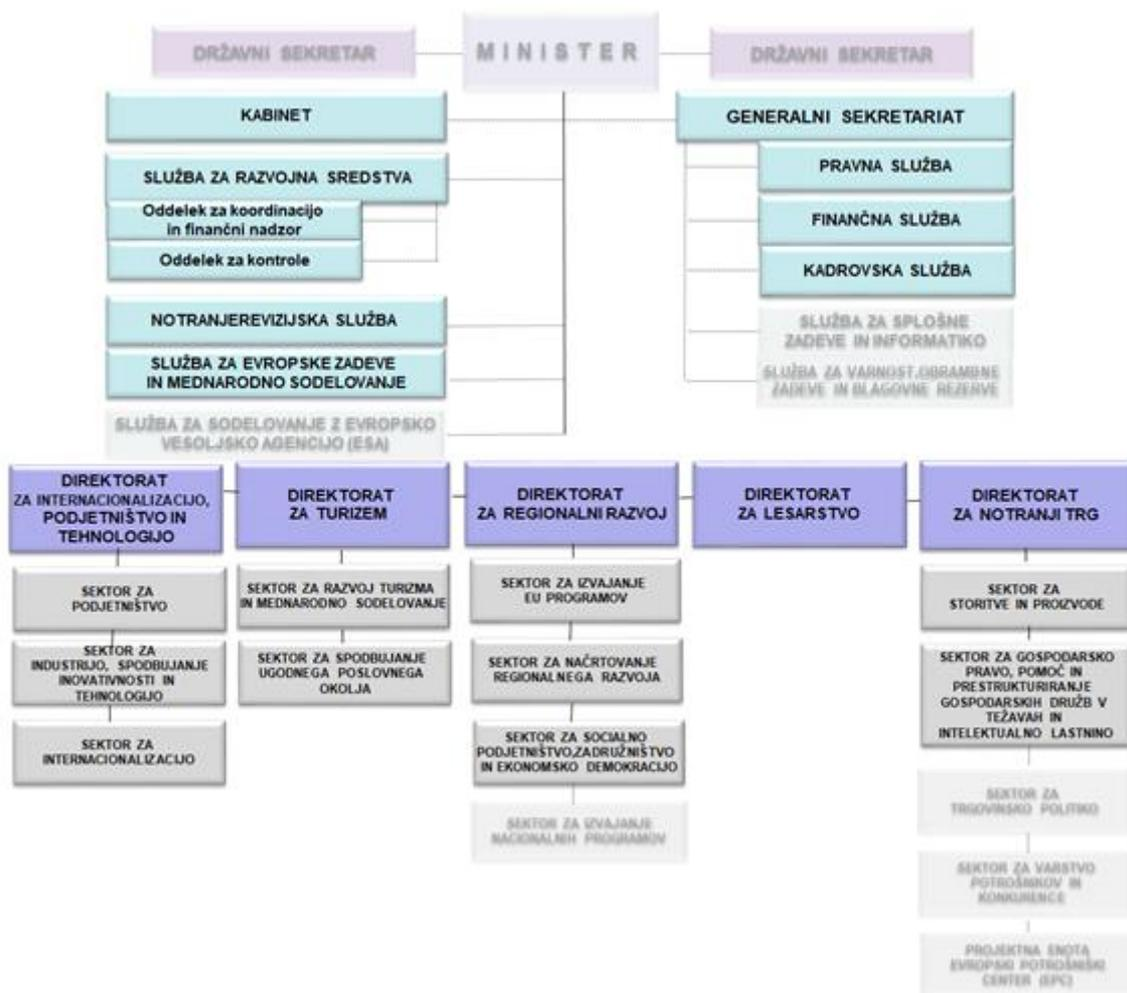 DRŽAVNI SEKRETAR
MINISTER
DRŽAVNI SEKRETAR
KABINET
GENERALNI SEKRETARIAT
SLUŽBA ZA RAZVOJNA SREDSTVA
Oddelek za koordinacijo
in finančni nadzor
Oddelek za kontrole
PRAVNA SLUŽBA
FINANČNA SLUŽBA
KADROVSKA SLUŽBA
NOTRANJEREVIZIJSKA SLUŽBA
SLUŽBA ZA EVROPSKE ZADEVE
IN MEDNARODNO SODELOVANJE
SLUŽBA ZA SPLOŠNE
ZADEVE IN INFORMATIKO
SLUŽBA ZA VARNOST,OBRAMBNE
ZADEVE IN BLAGOVNE REZERVE
SLUŽBA ZA SODELOVANJE Z EVROPSKO
VESOLJSKO AGENCIJO (ESA)
DIREKTORAT
ZA INTERNACIONALIZACIJO,
PODJETNIŠTVO IN
TEHNOLOGIJO
SEKTOR ZA
PODJETNIŠTVO
SEKTOR ZA
INDUSTRIJO, SPODBUJANJE
INOVATIVNOSTI IN
TEHNOLOGIJO
SEKTOR ZA
INTERNACIONALIZACIJO
DIREKTORAT
ZA TURIZEM
SEKTOR ZA RAZVOJ TURIZMA
IN MEDNARODNO SODELOVANJE
SEKTOR ZA SPODBUJANJE
UGODNEGA POSLOVNEGA
OKOLJA
DIREKTORAT
ZA REGIONALNI RAZVOJ
SEKTOR ZA IZVAJANJE
EU PROGRAMOV
SEKTOR ZA NAČRTOVANJE
REGIONALNEGA RAZVOJA
SEKTOR ZA SOCIALNO
PODJETNIŠTVO,ZADRUŽNIŠTVO
IN EKONOMSKO DEMOKRACIJO
SEKTOR ZA IZVAJANJE
NACIONALNIH PROGRAMOV
DIREKTORAT
ZA LESARSTVO
DIREKTORAT
ZA NOTRANJI TRG
SEKTOR ZA
STORITVE IN PROIZVODE
SEKTOR ZA GOSPODARSKO
PRAVO, POMOČ IN
PRESTRUKTURIRANJE
GOSPODARSKIH DRUŽB V
TEŽAVAH IN
INTELEKTUALNO LASTNINO
SEKTOR ZA
TRGOVINSKO POLITIKO
SEKTOR ZA VARSTVO
POTROŠNIKOV IN
KONKURENCE
PROJEKTNA ENOTA
EVROPSKI POTROŠNIŠKI
CENTER (EPC)